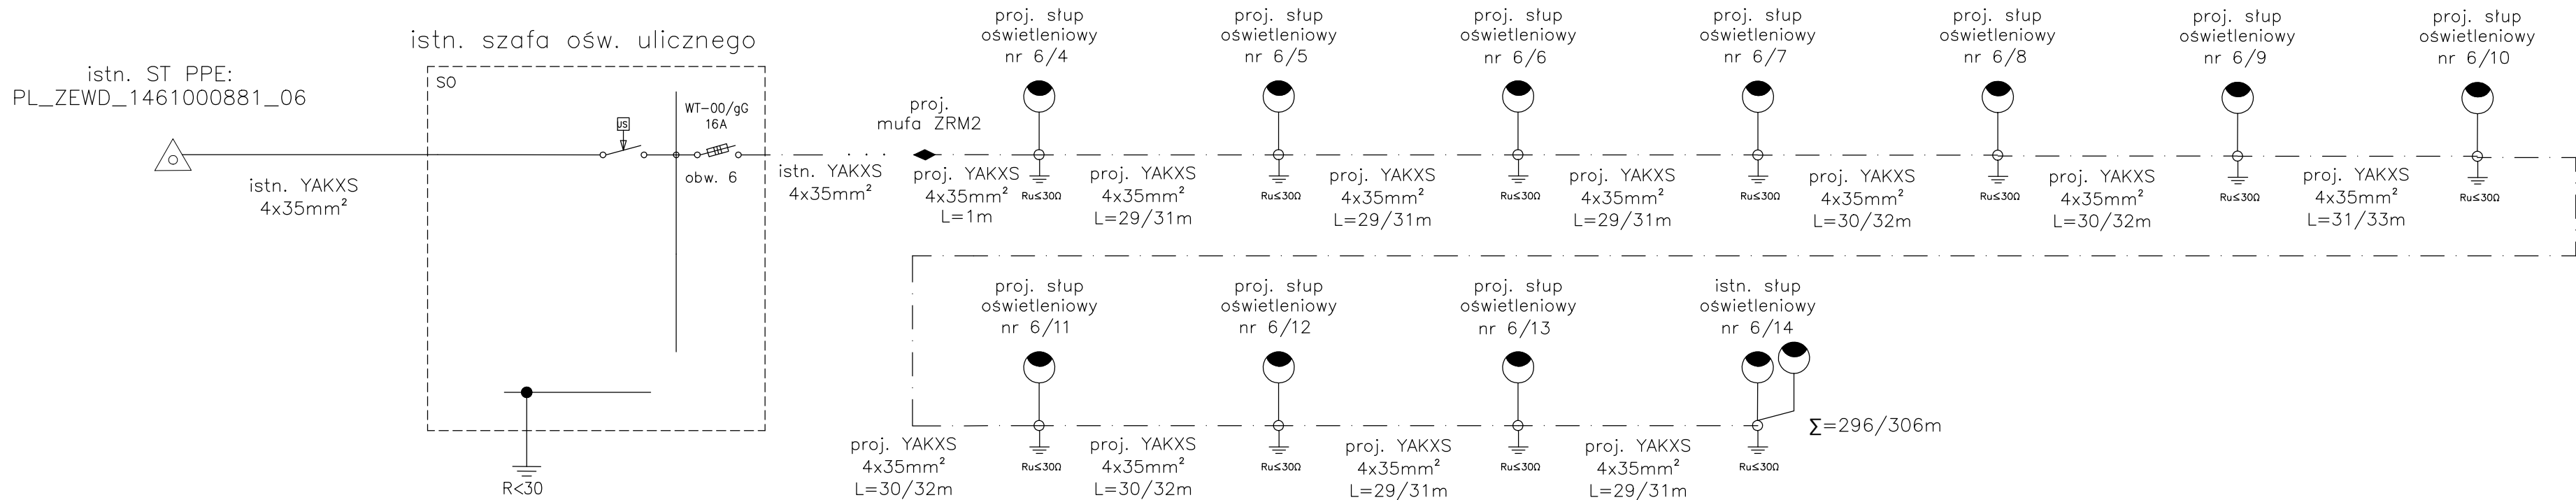 istn. ST PPE:
PL_ZEWD_1461000881_06
istn. YAKXS
4x35mm²
istn. szafa ośw. ulicznego
SO
US
WT-00/gG
16A
obw. 6
R<30
istn. YAKXS
4x35mm²
proj.
mufa ZRM2
proj. YAKXS
4x35mm²
L=1m
proj. słup
oświetleniowy
nr 6/4
Ru≤30Ω
proj. YAKXS
4x35mm²
L=29/31m
proj. słup
oświetleniowy
nr 6/5
Ru≤30Ω
proj. YAKXS
4x35mm²
L=29/31m
proj. słup
oświetleniowy
nr 6/6
Ru≤30Ω
proj. YAKXS
4x35mm²
L=29/31m
proj. słup
oświetleniowy
nr 6/7
Ru≤30Ω
proj. YAKXS
4x35mm²
L=30/32m
proj. słup
oświetleniowy
nr 6/8
Ru≤30Ω
proj. YAKXS
4x35mm²
L=30/32m
proj. słup
oświetleniowy
nr 6/9
Ru≤30Ω
proj. YAKXS
4x35mm²
L=31/33m
proj. słup
oświetleniowy
nr 6/10
Ru≤30Ω
proj. YAKXS
4x35mm²
L=30/32m
proj. słup
oświetleniowy
nr 6/11
Ru≤30Ω
proj. YAKXS
4x35mm²
L=30/32m
proj. słup
oświetleniowy
nr 6/12
Ru≤30Ω
proj. YAKXS
4x35mm²
L=29/31m
proj. słup
oświetleniowy
nr 6/13
Ru≤30Ω
proj. YAKXS
4x35mm²
L=29/31m
istn. słup
oświetleniowy
nr 6/14
Ru≤30Ω
Σ=296/306m